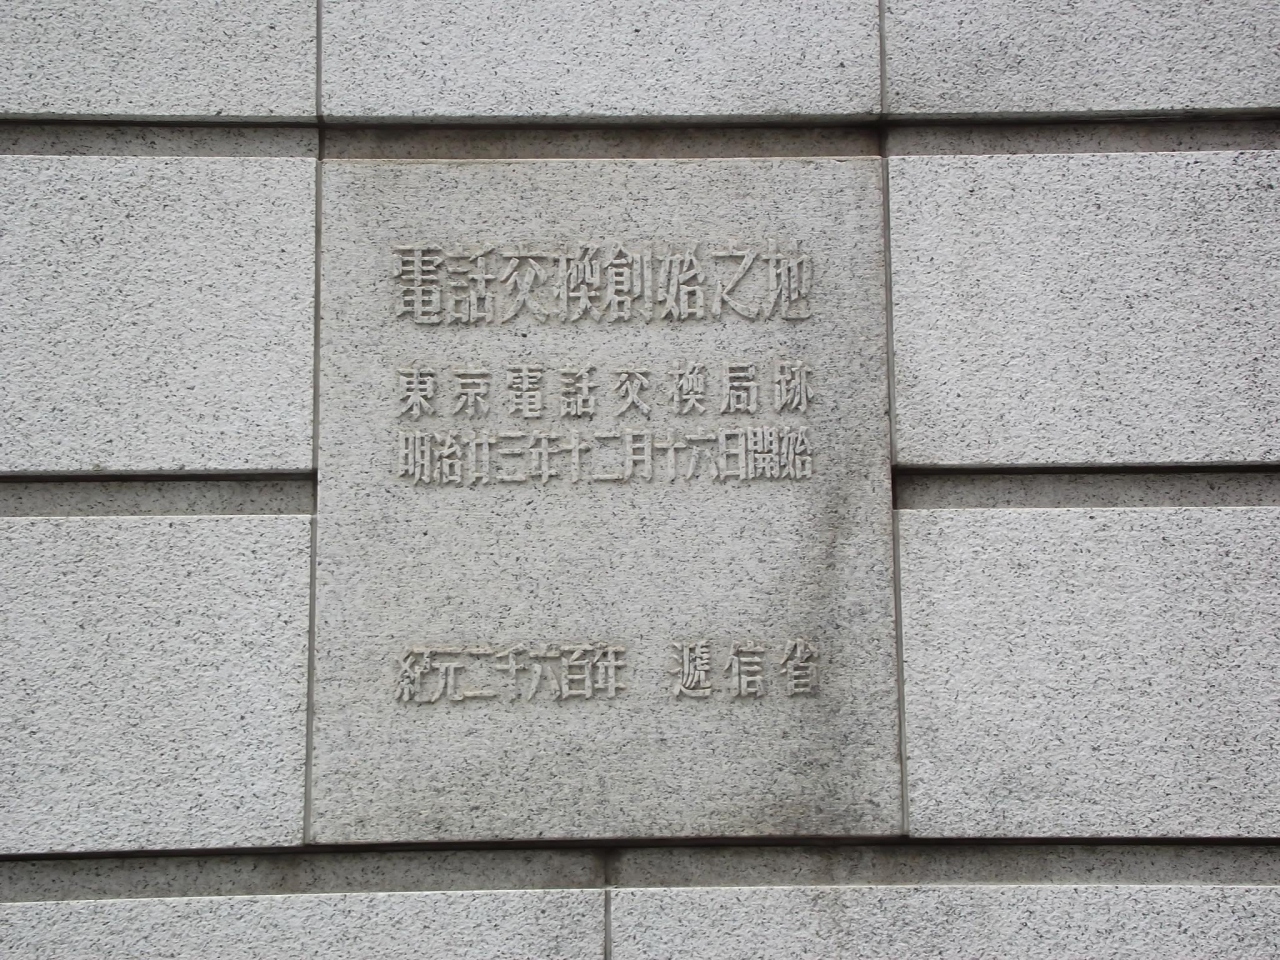 電話交換創始之地
東京電話交換局跡
明治廿三年十二月十六日開始
紀元二千六百年 遞信省